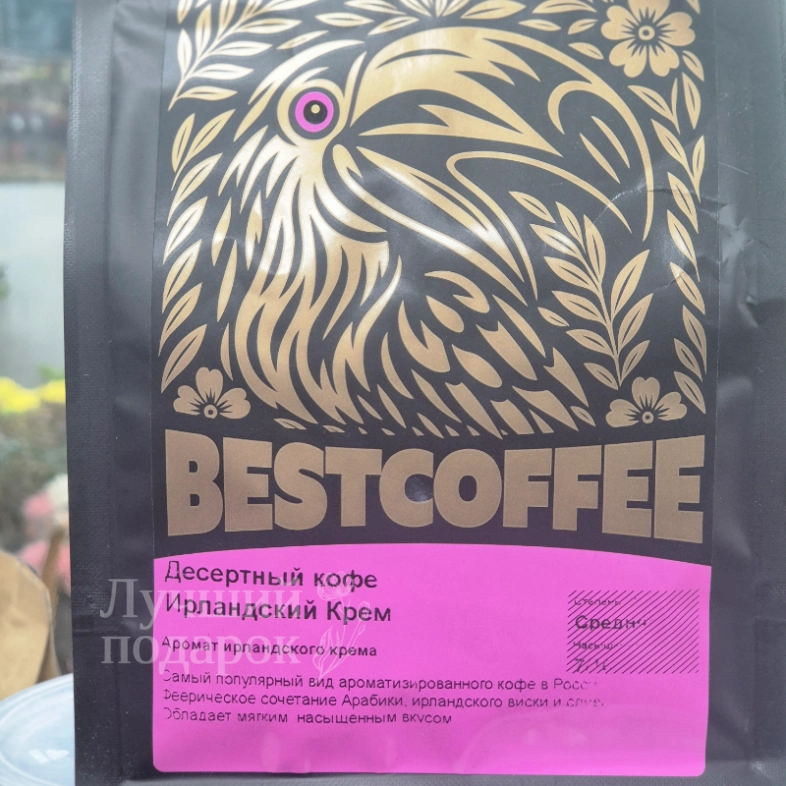 BESTCOFFEE
Десертный кофе
Ирландский Крем
Аромат ирландского крема
Самый популярный вид ароматизированного кофе в
Феерическое сочетание Арабики, ирландского виски и
Обладает мягким насыщенным вкусом
Степень
Лучший
подарок